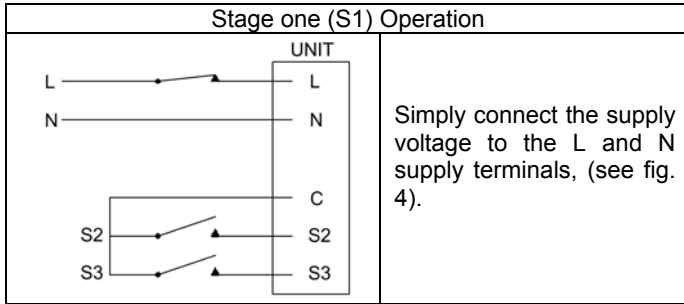 Stage one (S1) Operation
UNIT
L
L
N
N
C
S2
S2
S3
S3
Simply connect the supply
voltage to the L and N
supply terminals, (see fig.
4).